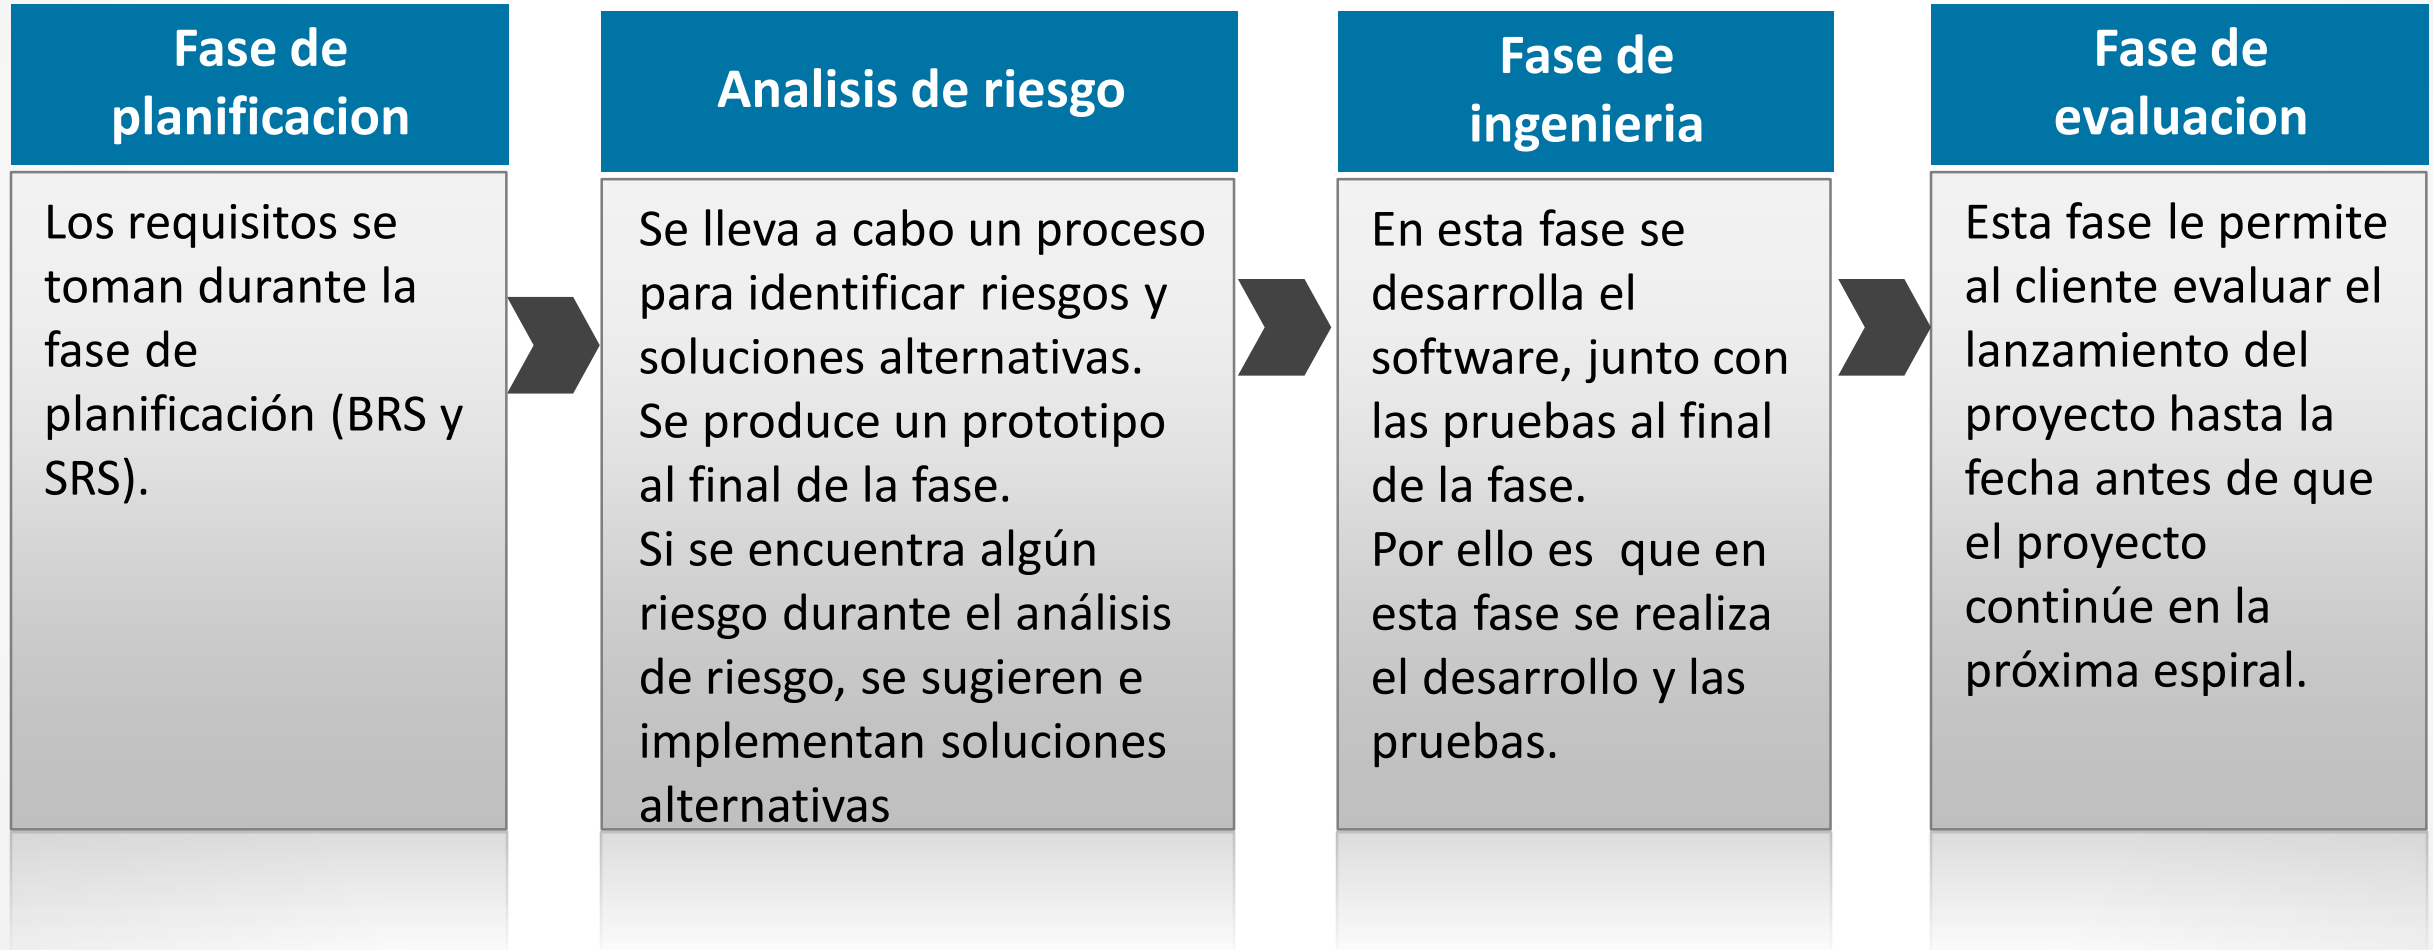 Fase de
planificacion
Los requisitos se
toman durante la
fase de
planificación (BRS y
SRS).
Analisis de riesgo
Se lleva a cabo un proceso
para identificar riesgos y
soluciones alternativas.
Se produce un prototipo
al final de la fase.
Si se encuentra algún
riesgo durante el análisis
de riesgo, se sugieren e
implementan soluciones
alternativas
Fase de
ingenieria
En esta fase se
desarrolla el
software, junto con
las pruebas al final
de la fase.
Por ello es  que en
esta fase se realiza
el desarrollo y las
pruebas.
Fase de
evaluacion
Esta fase le permite
al cliente evaluar el
lanzamiento del
proyecto hasta la
fecha antes de que
el proyecto
continúe en la
próxima espiral.